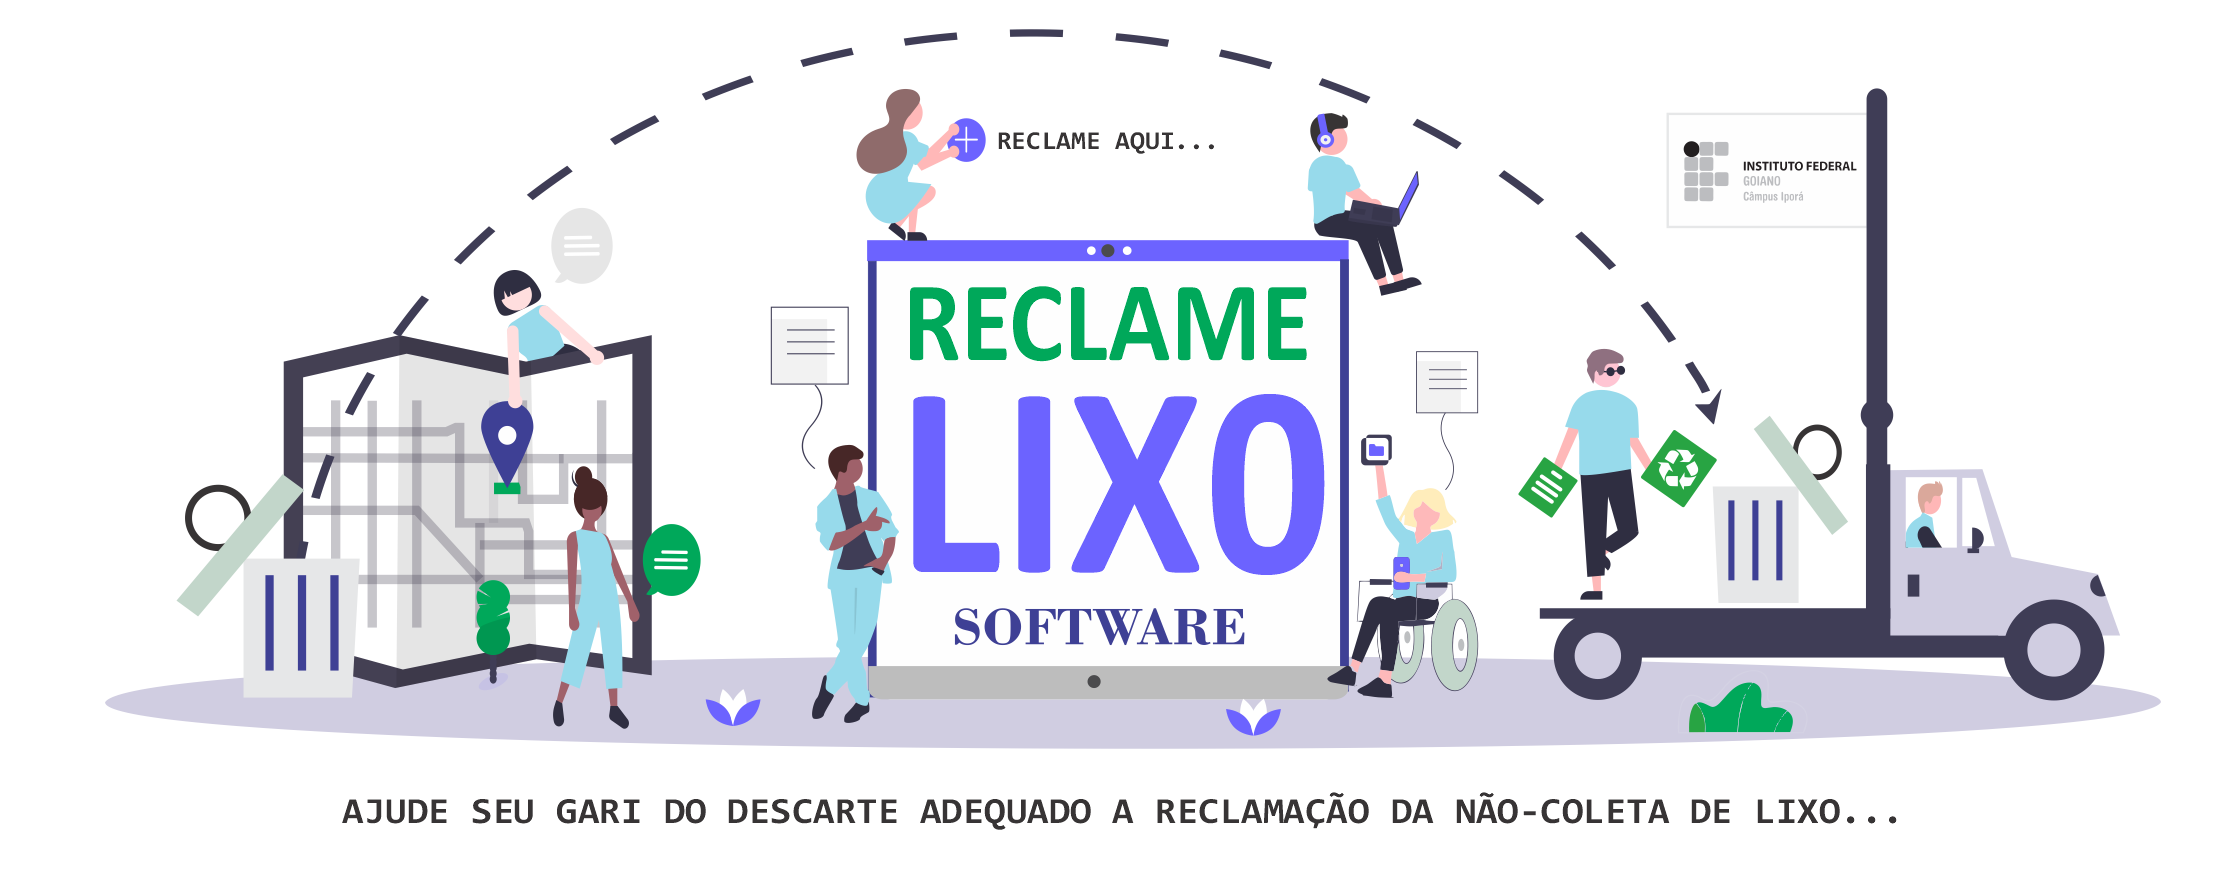 RECLAME AQUI...
INSTITUTO FEDERAL
GOIANO
Câmpus Iporá
RECLAME
LIXO
SOFTWARE
AJUDE SEU GARI DO DESCARTE ADEQUADO A RECLAMAÇÃO DA NÃO-COLETA DE LIXO...